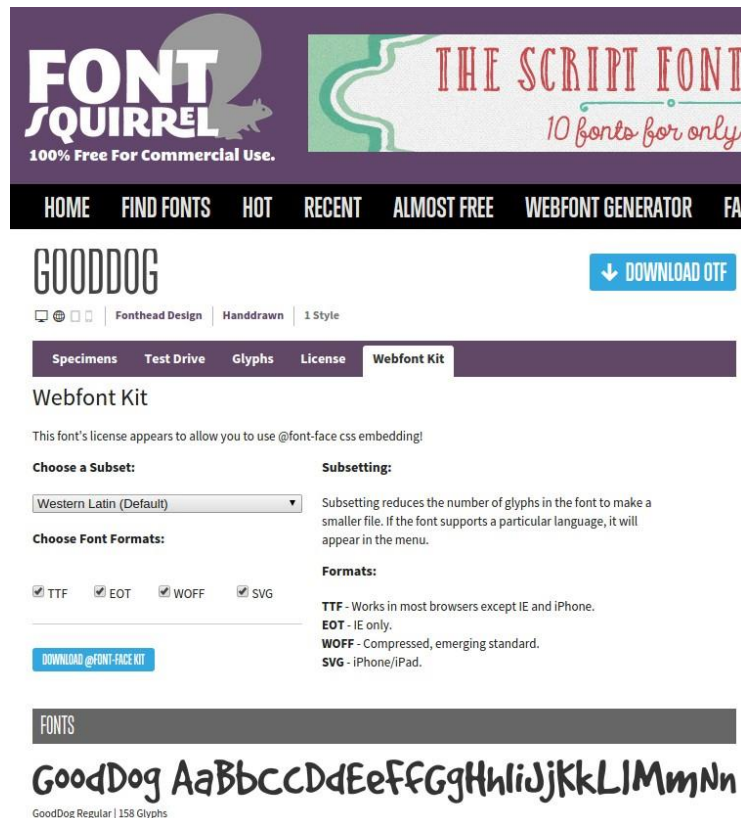 FONT
SQUIRREL
100% Free For Commercial Use.
THE SCRIPT FONT
10 fonts for only
HOME FIND FONTS HOT RECENT ALMOST FREE WEBFONT GENERATOR FA
GOODDOG
DOWNLOAD OTF
Fonthead Design Handdrawn 1 Style
Specimens Test Drive Glyphs License Webfont Kit
Webfont Kit
This font's license appears to allow you to use @font-face css embedding!
Choose a Subset:
Western Latin (Default)
Choose Font Formats:
TTF EOT WOFF SVG
DOWNLOAD @FONT-FACE KIT
Subsetting:
Subsetting reduces the number of glyphs in the font to make a
smaller file. If the font supports a particular language, it will
appear in the menu.
Formats:
TTF - Works in most browsers except IE and iPhone.
EOT - IE only.
WOFF - Compressed, emerging standard.
SVG - iPhone/iPad.
FONTS
GoodDog AaBbCcDdEeFfGgHhIiJjKkLlMmNn
GoodDog Regular | 158 Glyphs